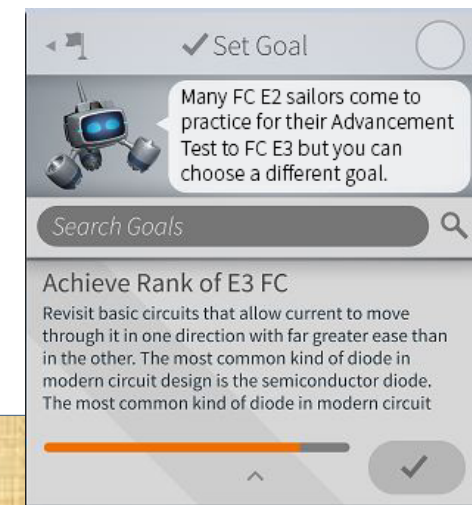 Set Goal
Many FC E2 sailors come to
practice for their Advancement
Test to FC E3 but you can
choose a different goal.
Search Goals
Achieve Rank of E3 FC
Revisit basic circuits that allow current to move
through it in one direction with far greater ease than
in the other. The most common kind of diode in
modern circuit design is the semiconductor diode.
The most common kind of diode in modern circuit